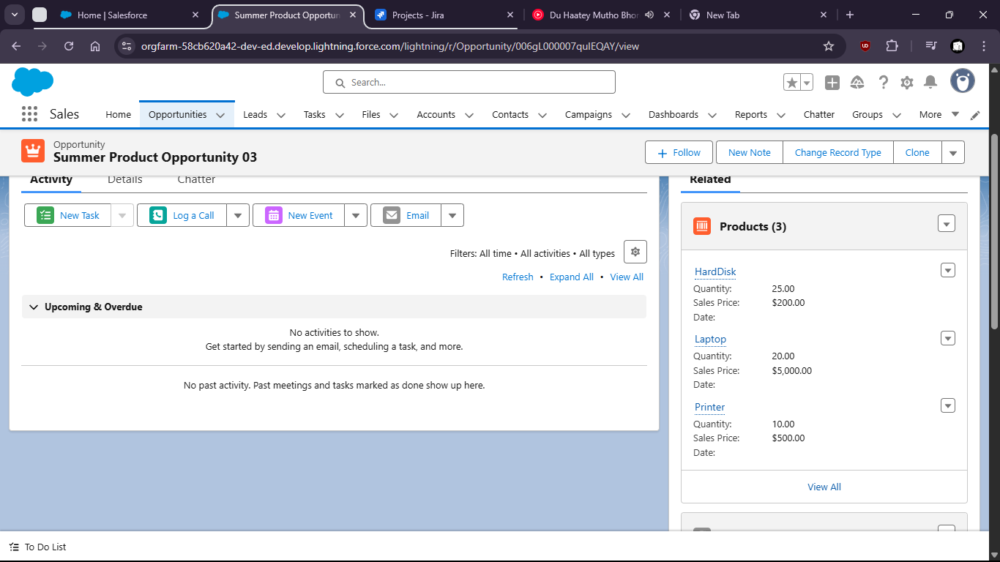 Home | Salesforce
Summer Product Opportun
Projects - Jira
Du Haatey Mutho Bhor
New Tab
orgfarm-58cb620a42-dev-ed.develop.lightning.force.com/lightning/r/Opportunity/006gL000007qulEQAY/view
UD
Search...
Sales
Home
Opportunities
Leads
Tasks
Files
Accounts
Contacts
Campaigns
Dashboards
Reports
Chatter
Groups
More
Opportunity
Summer Product Opportunity 03
Follow
New Note
Change Record Type
Clone
Activity
Details
Chatter
New Task
Log a Call
New Event
Email
Filters: All time • All activities • All types
Refresh • Expand All • View All
Upcoming & Overdue
No activities to show.
Get started by sending an email, scheduling a task, and more.
No past activity. Past meetings and tasks marked as done show up here.
Related
Products (3)
HardDisk
Quantity: 25.00
Sales Price: $200.00
Date:
Laptop
Quantity: 20.00
Sales Price: $5,000.00
Date:
Printer
Quantity: 10.00
Sales Price: $500.00
Date:
View All
To Do List